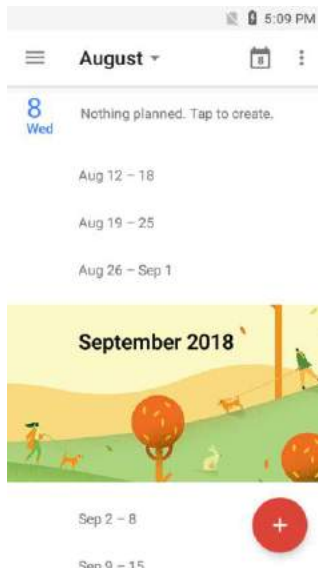 5:09 PM
August
8
8
Wed
Nothing planned. Tap to create.
Aug 12 – 18
Aug 19 – 25
Aug 26 – Sep 1
September 2018
Sep 2 – 8
+
Sep 9 – 15